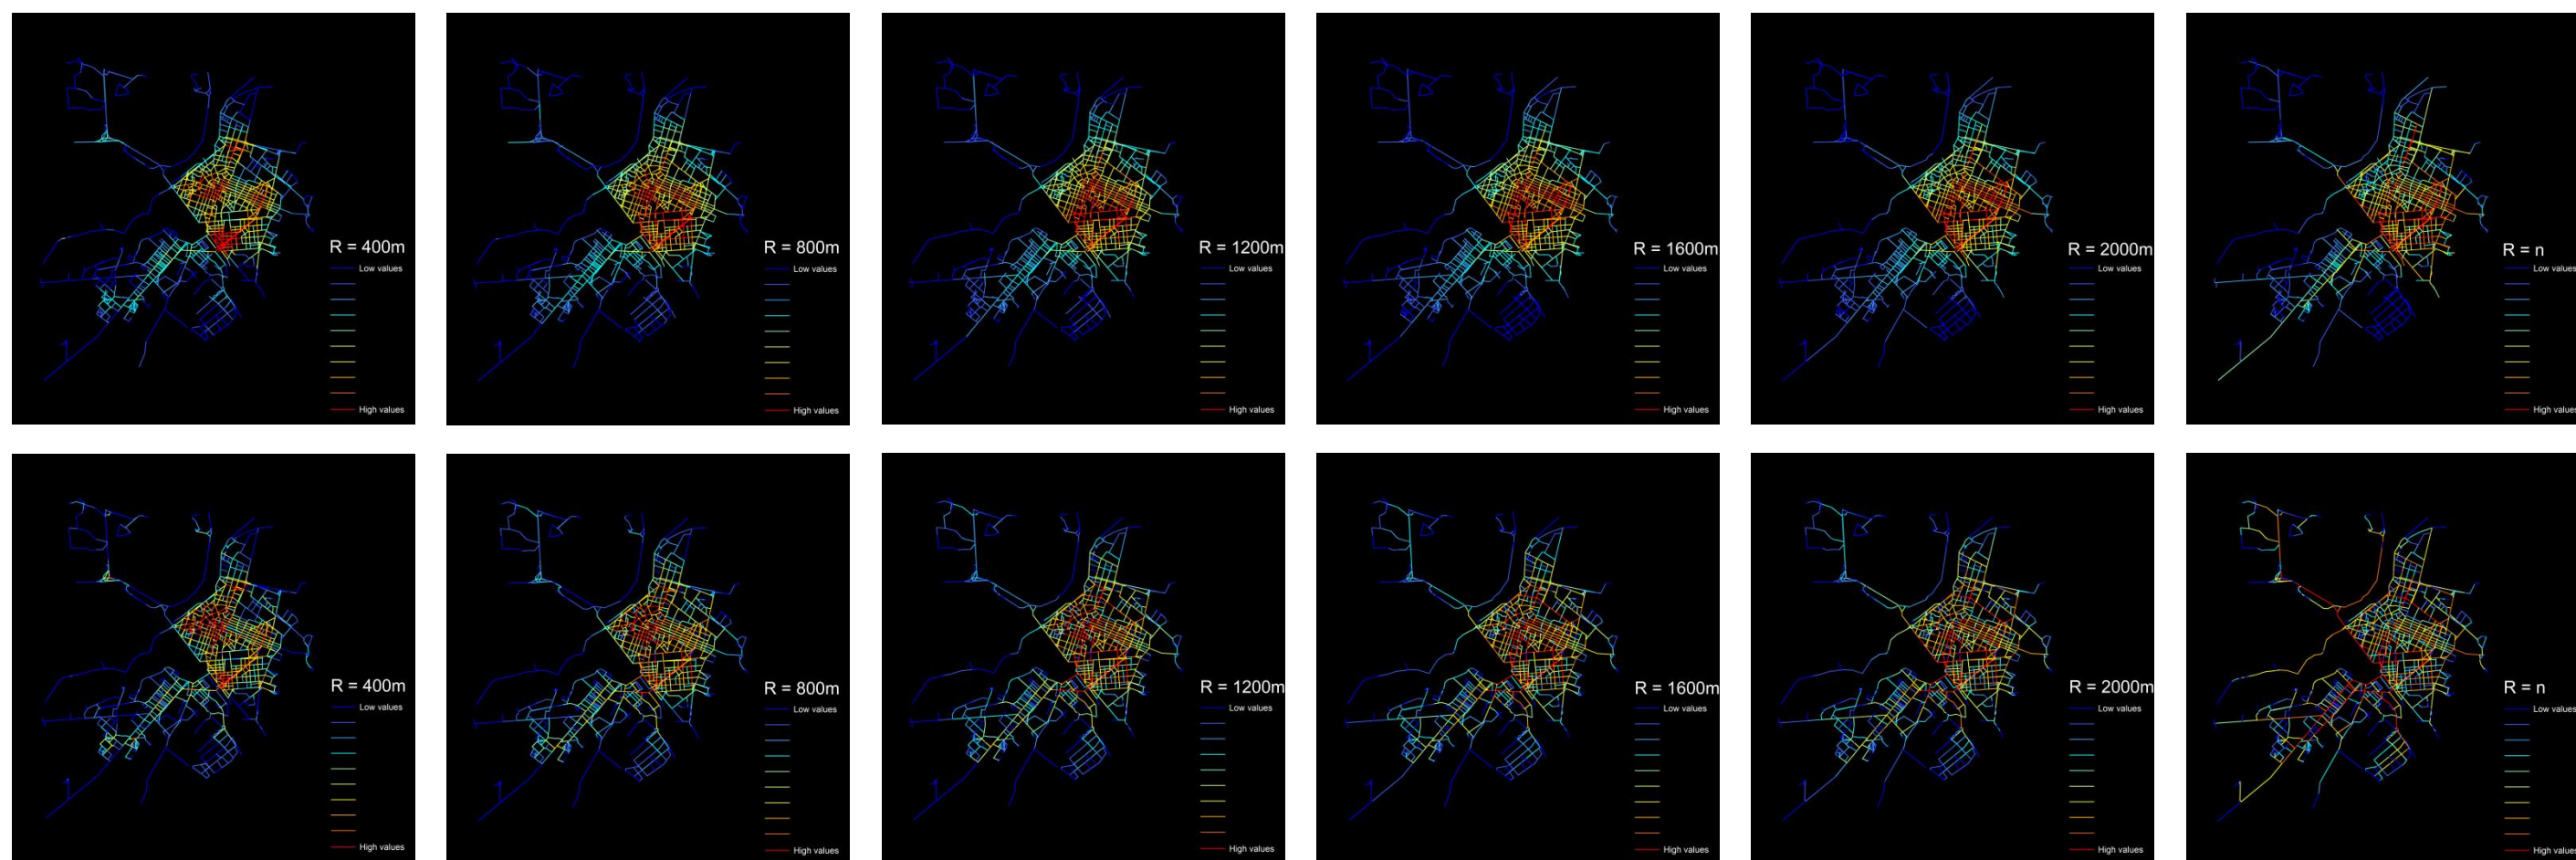 R = 400m
Low values
High values
R = 800m
Low values
High values
R = 1200m
Low values
High values
R = 1600m
Low values
High values
R = 2000m
Low values
High values
R = n
Low values
High values
R = 400m
Low values
High values
R = 800m
Low values
High values
R = 1200m
Low values
High values
R = 1600m
Low values
High values
R = 2000m
Low values
High values
R = n
Low values
High values